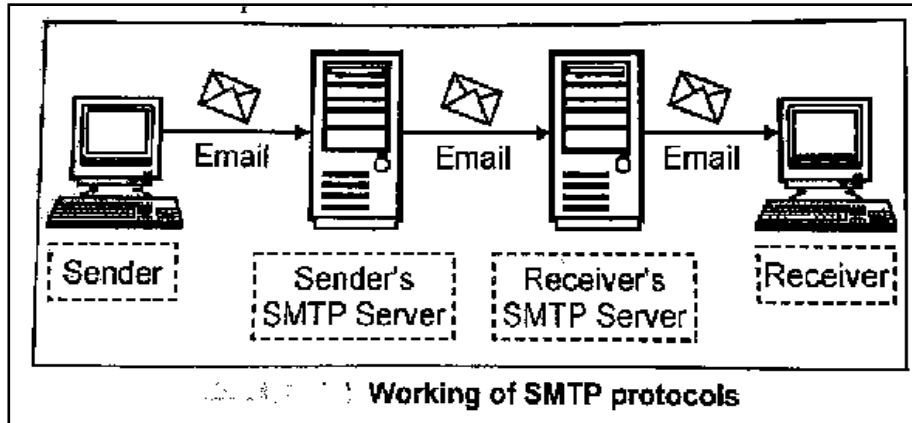 Email
Email
Email
Sender
Sender's
SMTP Server
Receiver's
SMTP Server
Receiver
Working of SMTP protocols